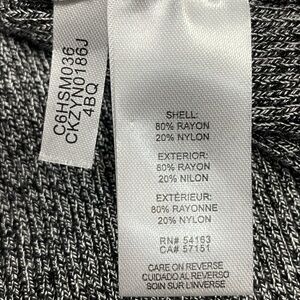 C6HSM036
CKZYN0186J
4BQ
SHELL:
80% RAYON
20% NYLON
EXTERIOR:
80% RAYON
20% NILON
EXTÉRIEUR:
80% RAYONNE
20% NYLON
RN# 54163
CA# 57151
CARE ON REVERSE
CUIDADO AL REVERSO
SOIN SUR L'INVERSE